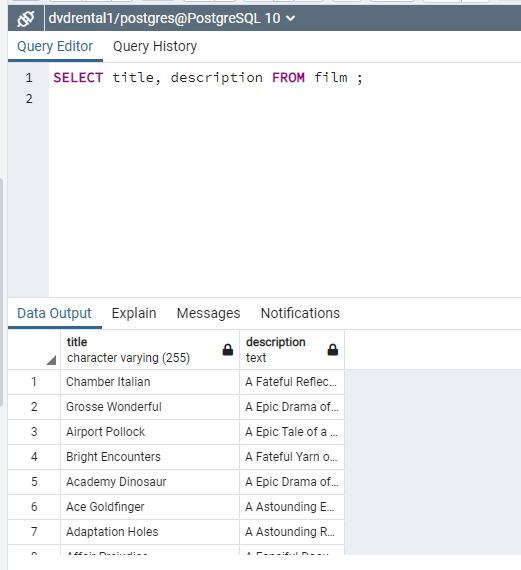 dvdrental1/postgres@PostgreSQL 10
Query Editor Query History
1 SELECT title, description FROM film ;
2
Data Output Explain Messages Notifications
title description
character varying (255) text
1 Chamber Italian A Fateful Reflec...
2 Grosse Wonderful A Epic Drama of...
3 Airport Pollock A Epic Tale of a ...
4 Bright Encounters A Fateful Yarn o...
5 Academy Dinosaur A Epic Drama of...
6 Ace Goldfinger A Astounding E...
7 Adaptation Holes A Astounding R...